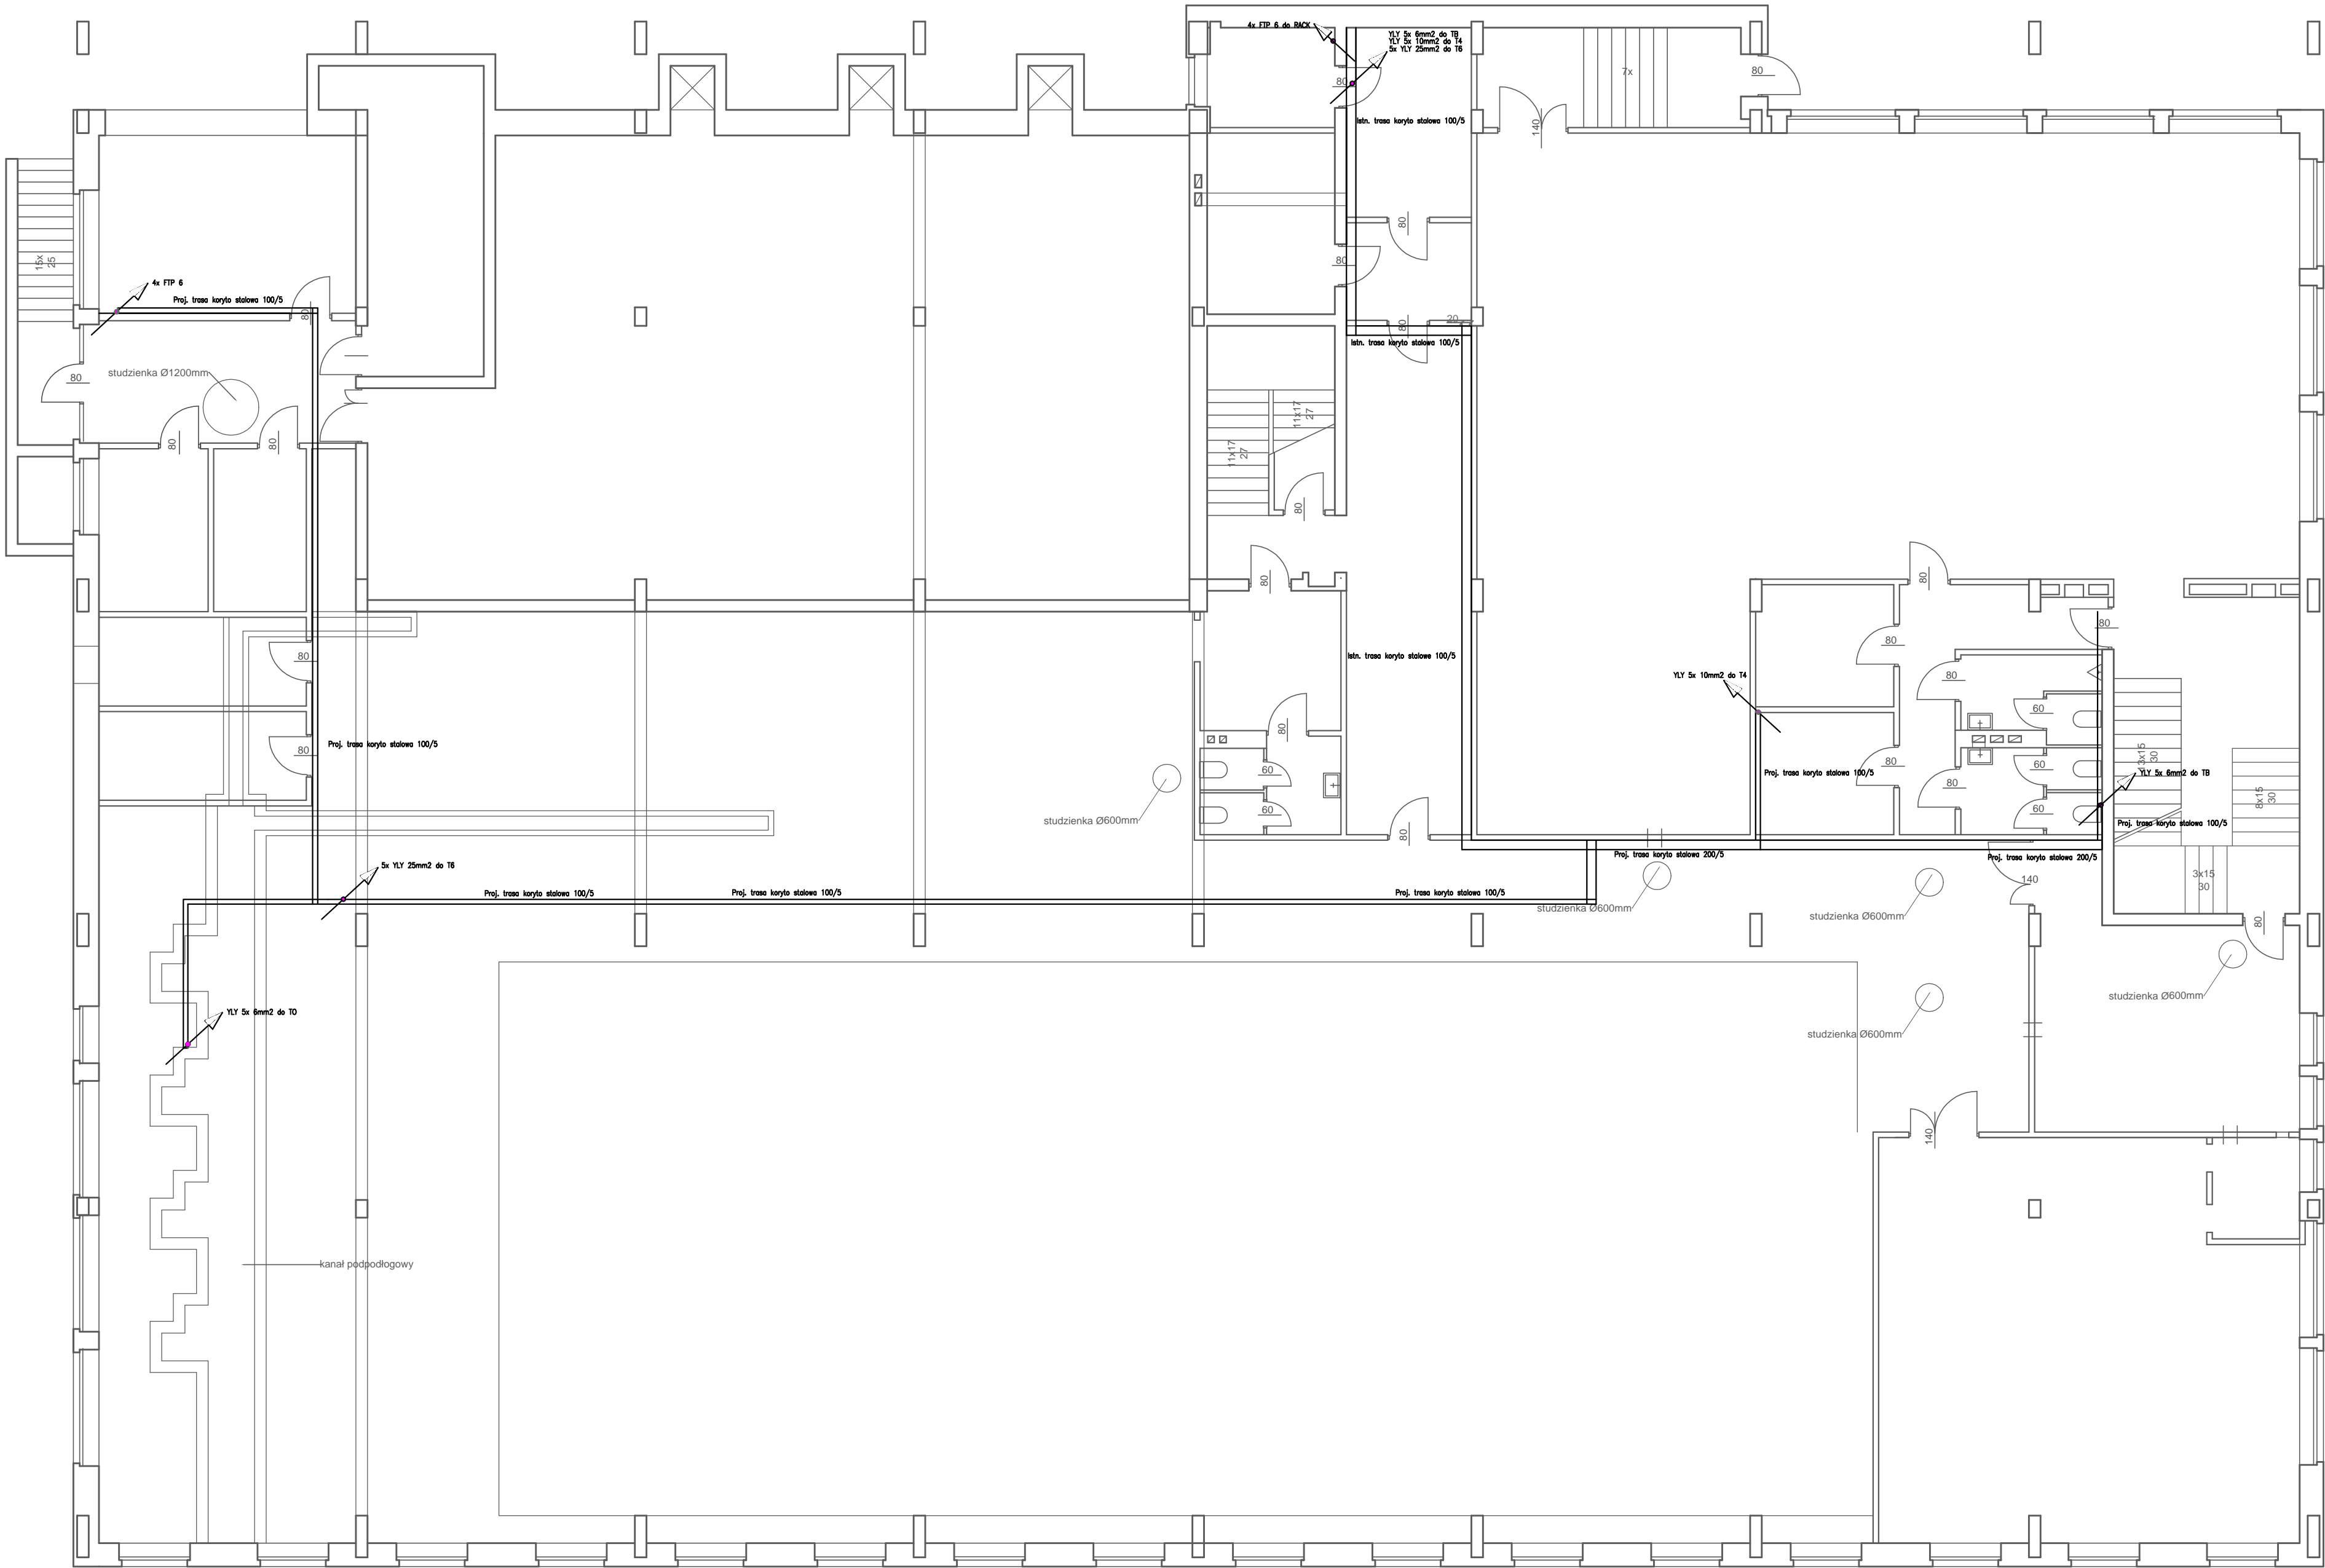 4x FTP 6 do RACK
YLY 5x 6mm2 do TB
YLY 5x 10mm2 do T4
5x YLY 25mm2 do T6
7x
80
80
Istn. trasa koryto stalowa 100/5
140
80
80
15x
25
4x FTP 6
Proj. trasa koryto stalowa 100/5
80
20
80
Istn. trasa koryto stalowa 100/5
studzienka Ø1200mm
80
11x17
27
11x17
27
80
80
80
80
80
Istn. trasa koryto stalowe 100/5
80
80
80
80
80
YLY 5x 10mm2 do T4
60
Proj. trasa koryto stalowa 100/5
80
80
13x15
30
60
60
Proj. trasa koryto stalowa 100/5
80
80
60
YLY 5x 6mm2 do TB
8x15
30
studzienka Ø600mm
60
60
80
Proj. trasa koryto stalowa 100/5
Proj. trasa koryto stalowa 200/5
Proj. trasa koryto stalowa 200/5
5x YLY 25mm2 do T6
3x15
30
140
Proj. trasa koryto stalowa 100/5
Proj. trasa koryto stalowa 100/5
Proj. trasa koryto stalowa 100/5
studzienka Ø600mm
studzienka Ø600mm
80
studzienka Ø600mm
YLY 5x 6mm2 do TO
studzienka Ø600mm
140
kanał podpodłogowy